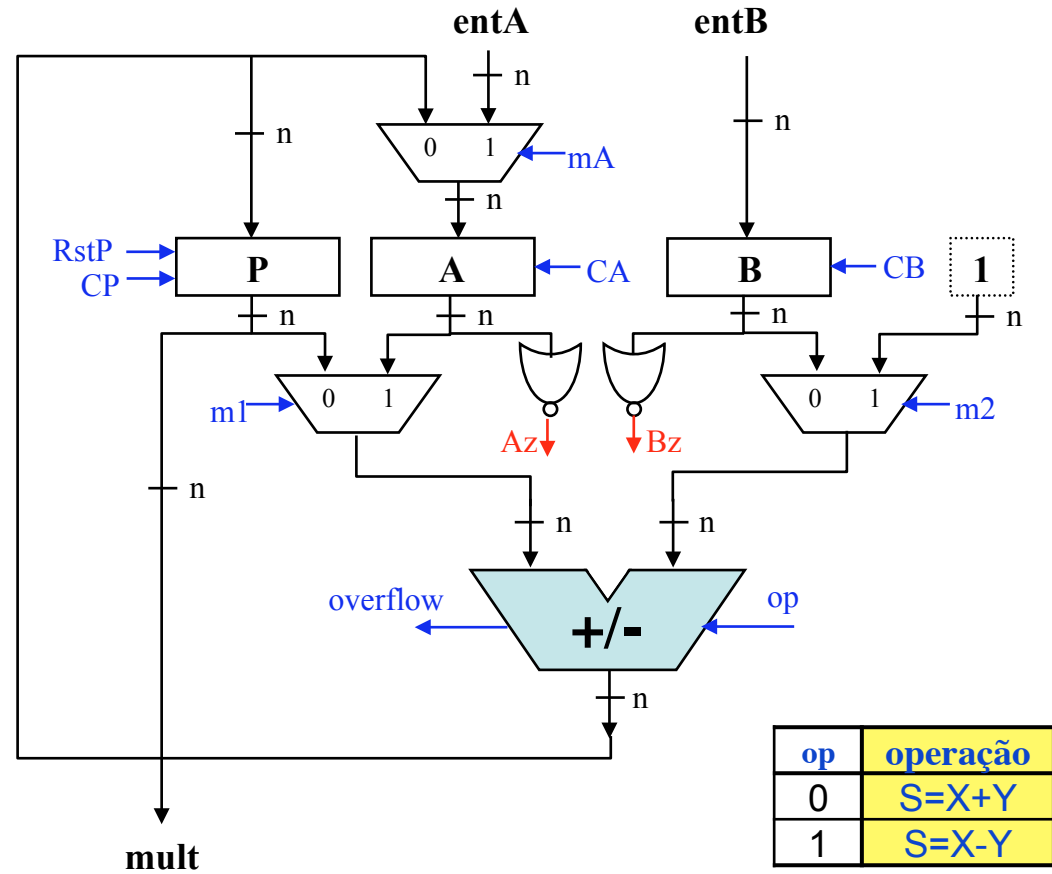 entA entB
n n n
0 1 mA
n
RstP
CP
P A CA B CB 1
n n n n
m1 0 1 0 1 m2
Az Bz
n
n n
overflow +/- op
n
op operação
0 S=X+Y
1 S=X-Y
mult